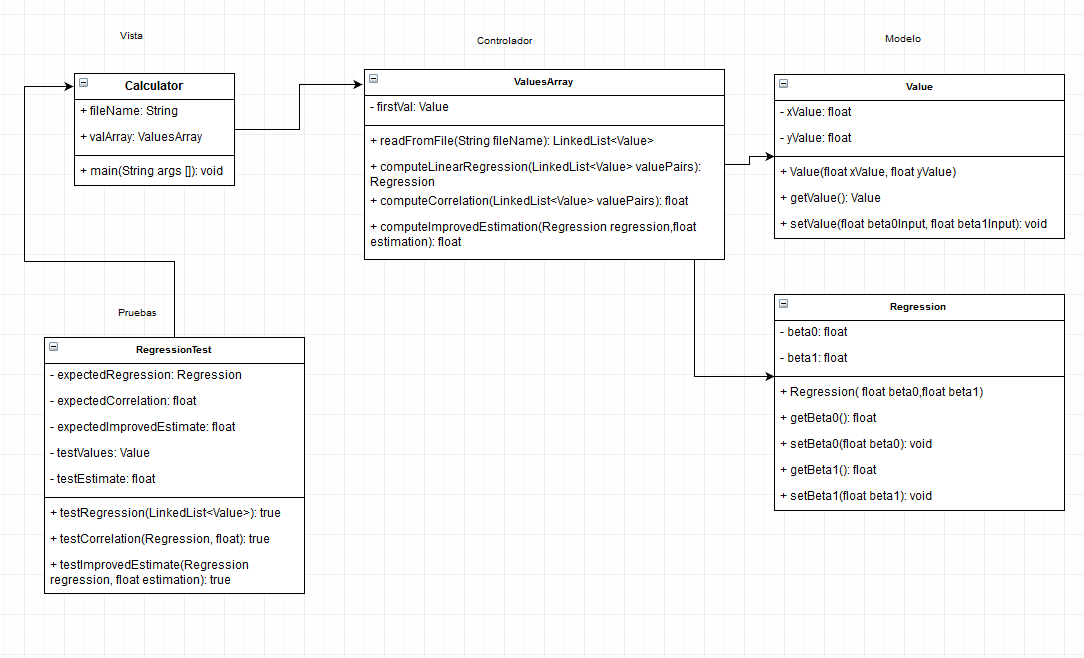 Vista
Calculator
+ fileName: String
+ valArray: ValuesArray
+ main(String args []): void
Controlador
ValuesArray
- firstVal: Value
+ readFromFile(String fileName): LinkedList<Value>
+ computeLinearRegression(LinkedList<Value> valuePairs):
Regression
+ computeCorrelation(LinkedList<Value> valuePairs): float
+ computeImprovedEstimation(Regression regression,float
estimation): float
Modelo
Value
- xValue: float
- yValue: float
+ Value(float xValue, float yValue)
+ getValue(): Value
+ setValue(float beta0Input, float beta1Input): void
Regression
- beta0: float
- beta1: float
+ Regression( float beta0,float beta1)
+ getBeta0(): float
+ setBeta0(float beta0): void
+ getBeta1(): float
+ setBeta1(float beta1): void
Pruebas
RegressionTest
- expectedRegression: Regression
- expectedCorrelation: float
- expectedImprovedEstimate: float
- testValues: Value
- testEstimate: float
+ testRegression(LinkedList<Value>): true
+ testCorrelation(Regression, float): true
+ testImprovedEstimate(Regression
regression, float estimation): true